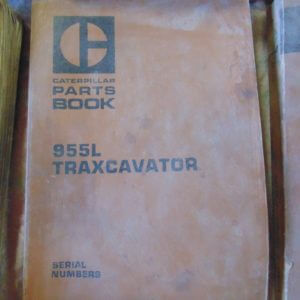 C
CATERPILLAR
PARTS
BOOK
955L
TRAXCAVATOR
SERIAL
NUMBERS